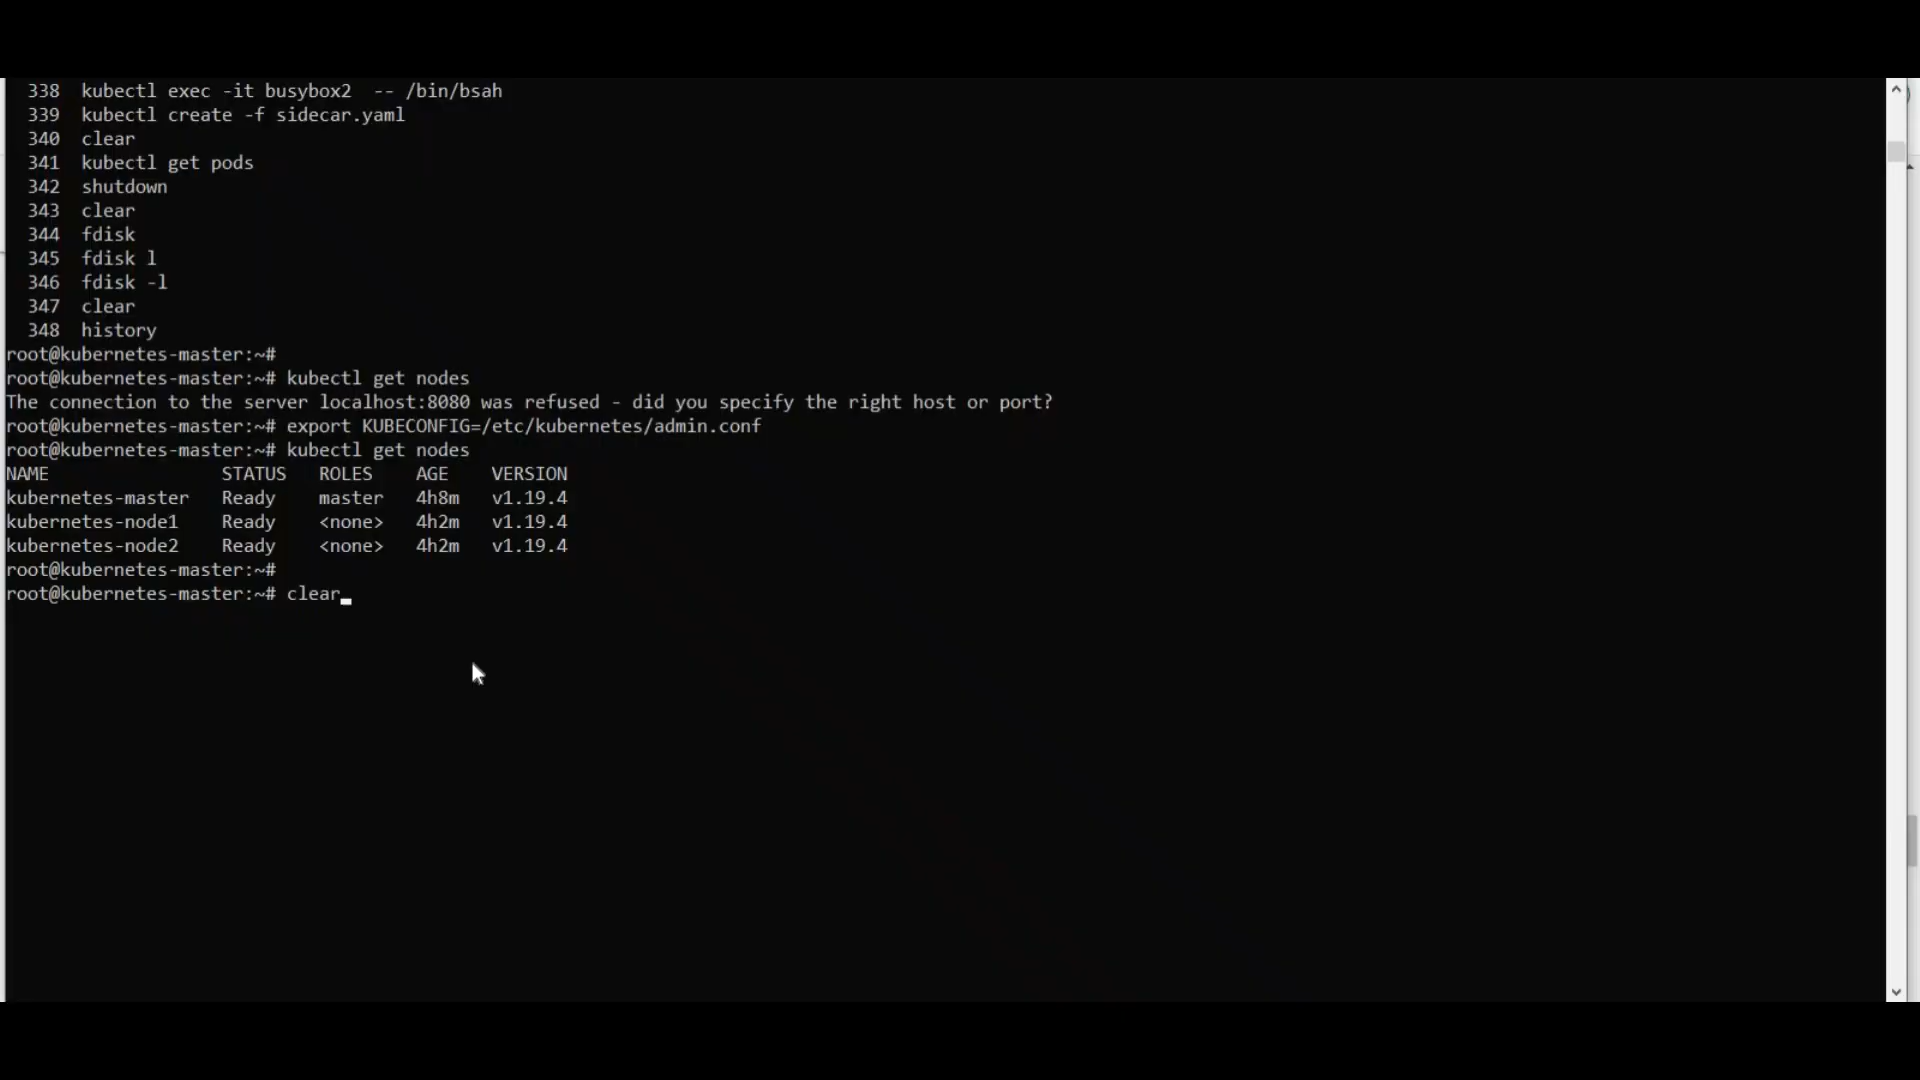 338 kubectl exec -it busybox2 -- /bin/bsah
339 kubectl create -f sidecar.yaml
340 clear
341 kubectl get pods
342 shutdown
343 clear
344 fdisk
345 fdisk l
346 fdisk -l
347 clear
348 history
root@kubernetes-master:~#
root@kubernetes-master:~# kubectl get nodes
The connection to the server localhost:8080 was refused - did you specify the right host or port?
root@kubernetes-master:~# export KUBECONFIG=/etc/kubernetes/admin.conf
root@kubernetes-master:~# kubectl get nodes
NAME STATUS ROLES AGE VERSION
kubernetes-master Ready master 4h8m v1.19.4
kubernetes-node1 Ready <none> 4h2m v1.19.4
kubernetes-node2 Ready <none> 4h2m v1.19.4
root@kubernetes-master:~#
root@kubernetes-master:~# clear